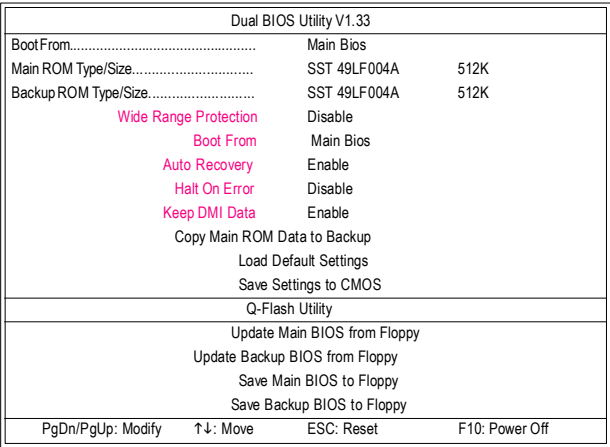 Dual BIOS Utility V1.33
Boot From................................................. Main Bios
Main ROM Type/Size................................ SST 49LF004A 512K
Backup ROM Type/Size............................ SST 49LF004A 512K
Wide Range Protection Disable
Boot From Main Bios
Auto Recovery Enable
Halt On Error Disable
Keep DMI Data Enable
Copy Main ROM Data to Backup
Load Default Settings
Save Settings to CMOS
Q-Flash Utility
Update Main BIOS from Floppy
Update Backup BIOS from Floppy
Save Main BIOS to Floppy
Save Backup BIOS to Floppy
PgDn/PgUp: Modify ↑↓: Move ESC: Reset F10: Power Off